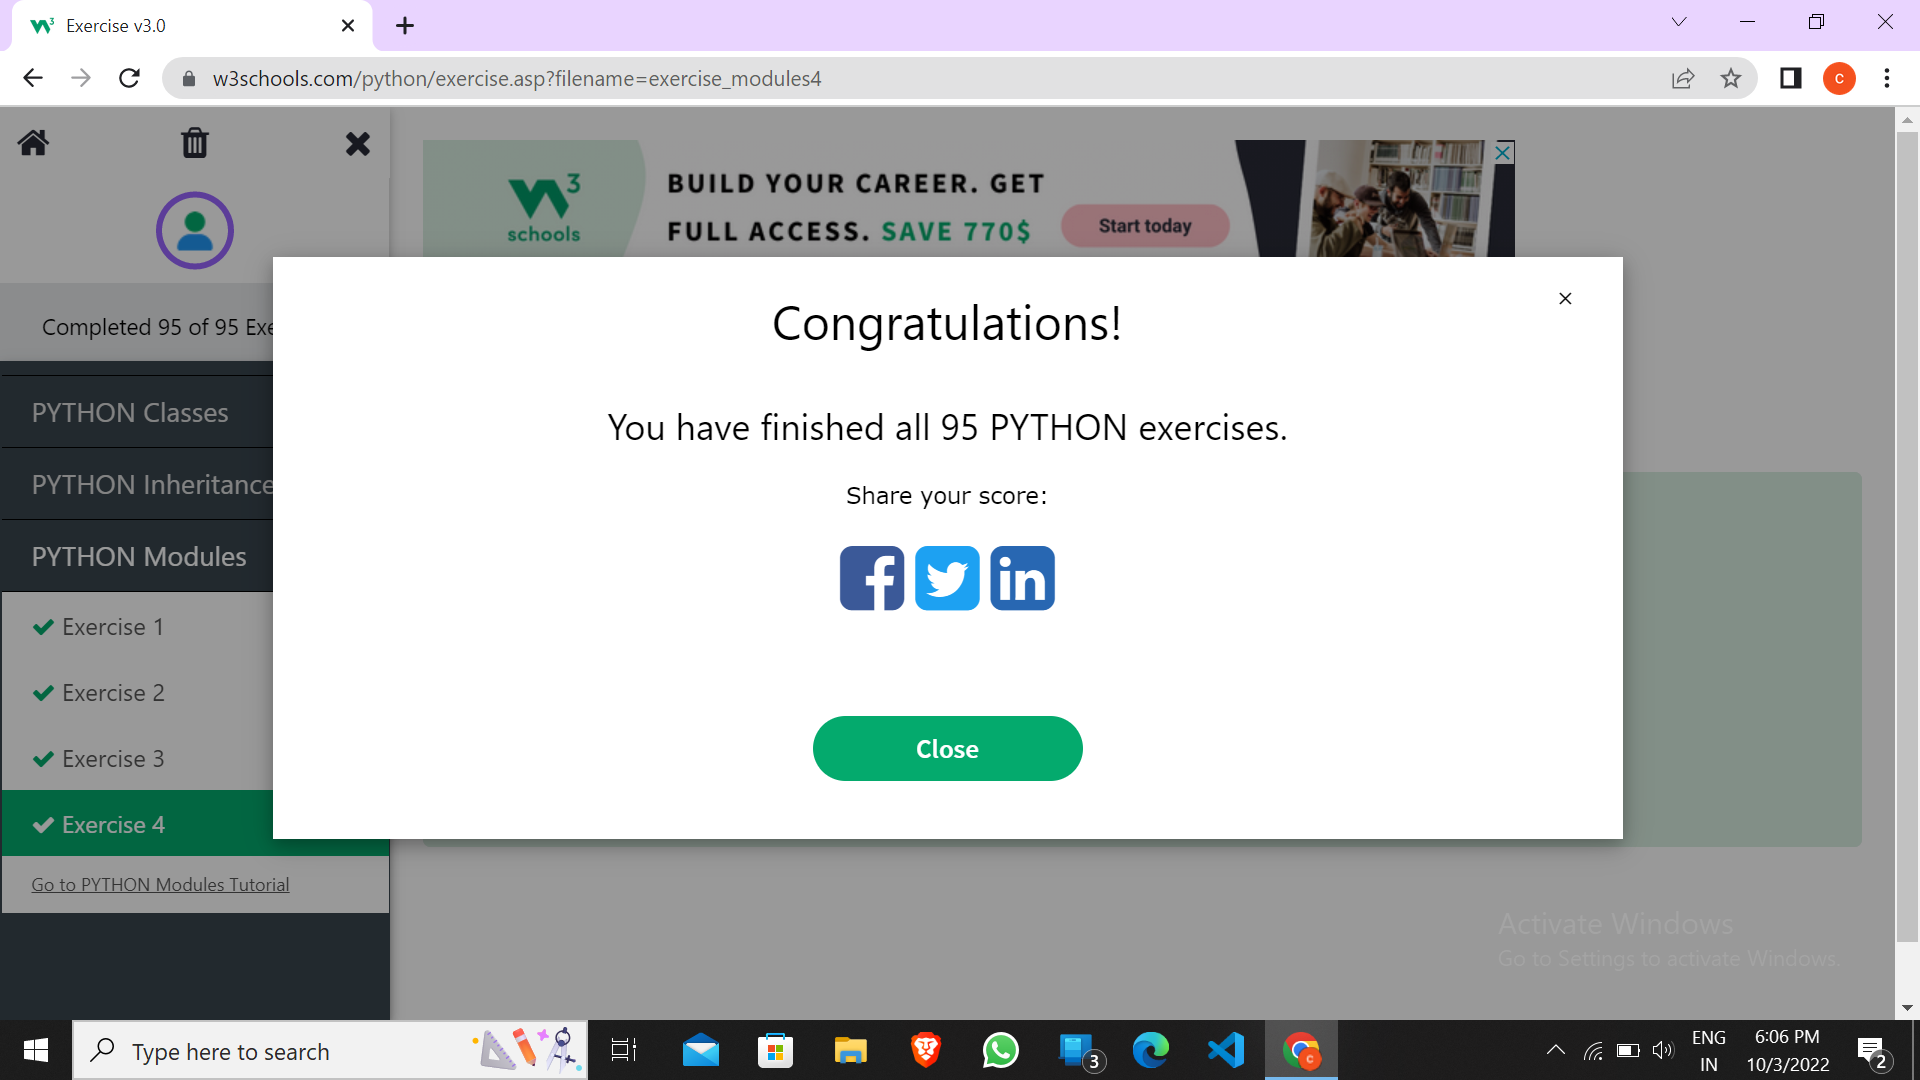 Exercise v3.0
w3schools.com/python/exercise.asp?filename=exercise_modules4
C
3
schools
BUILD YOUR CAREER. GET
FULL ACCESS. SAVE 770$
Start today
Completed 95 of 95 Exe
PYTHON Classes
PYTHON Inheritance
PYTHON Modules
Exercise 1
Exercise 2
Exercise 3
Exercise 4
Go to PYTHON Modules Tutorial
Congratulations!
You have finished all 95 PYTHON exercises.
Share your score:
Close
Activate Windows
Go to Settings to activate Windows.
Type here to search
3
ENG
IN
6:06 PM
10/3/2022
2